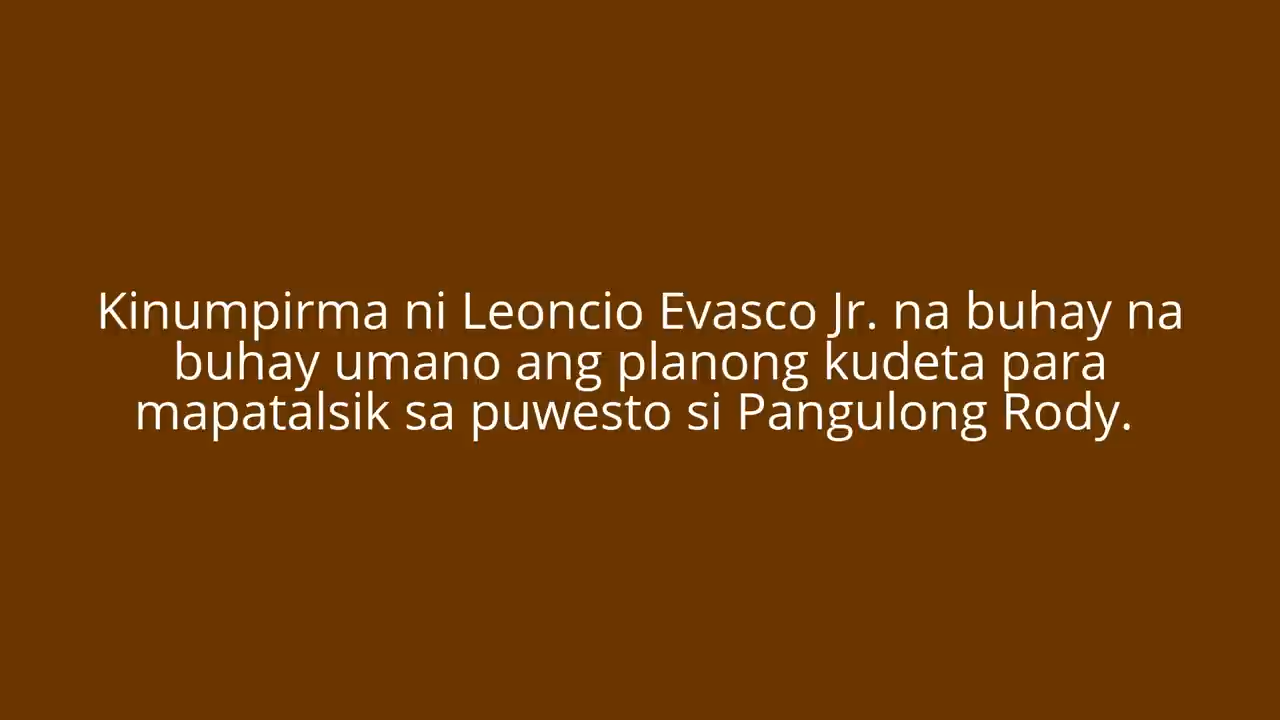 Kinumpirma ni Leoncio Evasco Jr. na buhay na
buhay umano ang planong kudeta para
mapatalsik sa puwesto si Pangulong Rody.